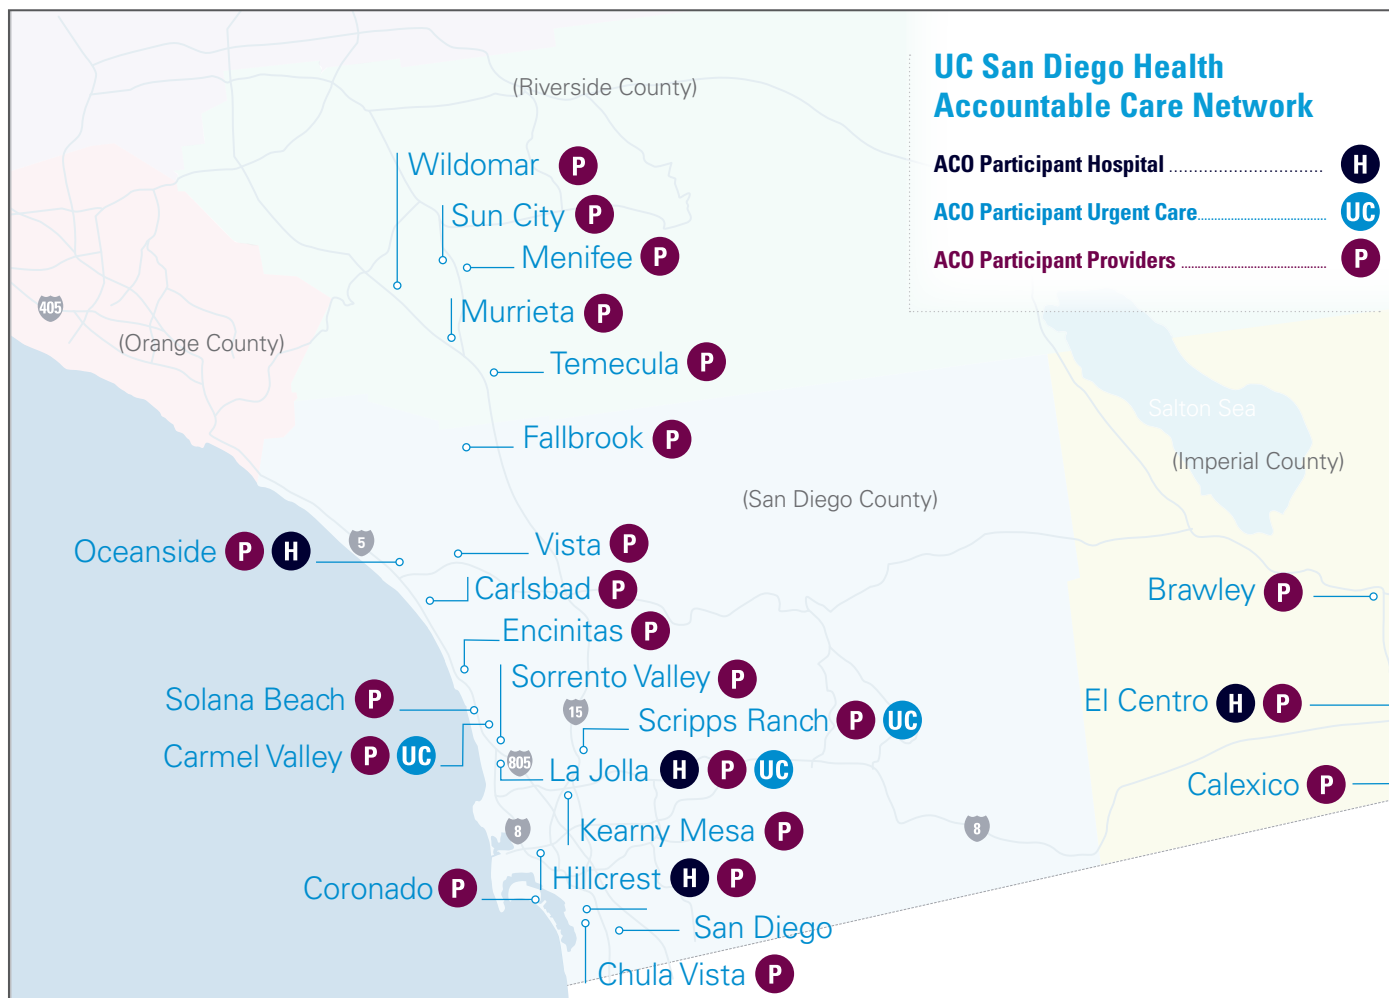 UC San Diego Health
Accountable Care Network
ACO Participant Hospital H
ACO Participant Urgent Care UC
ACO Participant Providers P
(Riverside County)
Wildomar P
Sun City P
Menifee P
405
Murrieta P
(Orange County)
Temecula P
Salton Sea
Fallbrook P
(Imperial County)
(San Diego County)
Oceanside P H
5
Vista P
Carlsbad P
Brawley P
Encinitas P
Sorrento Valley P
Solana Beach P
El Centro H P
15
Scripps Ranch P UC
Carmel Valley P UC
805
La Jolla H P UC
Calexico P
8
Kearny Mesa P
8
Hillcrest H P
Coronado P
San Diego
Chula Vista P